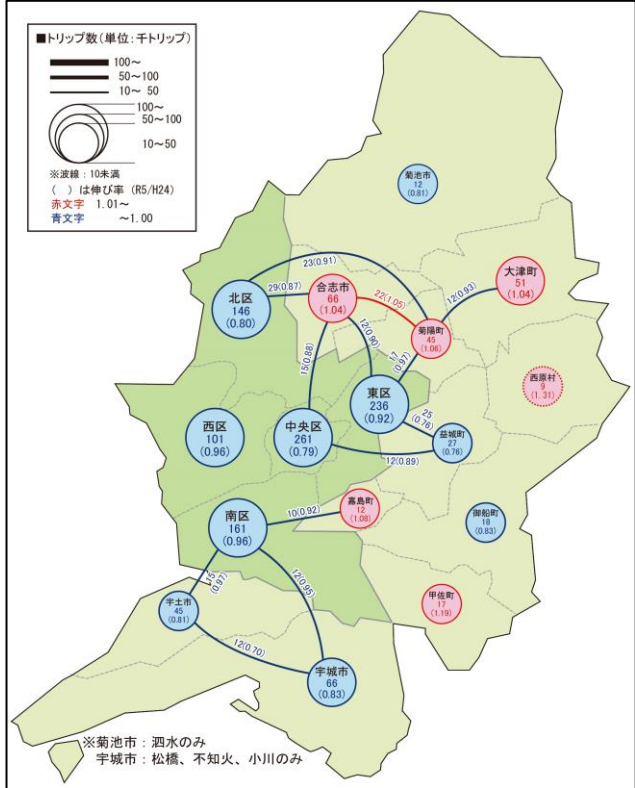 ■トリップ数(単位:千トリップ)
100～
50～100
10～ 50
100～
50～100
10～50
※波線:10未満
( )は伸び率 (R5/H24)
赤文字 1.01～
青文字 ～1.00
菊池市
12
(0.81)
23(0.91)
大津町
51
(1.04)
29(0.87)
合志市
66
(1.04)
22(1.05)
12(0.93)
北区
146
(0.80)
菊陽町
45
(1.06)
12(0.90)
17
(0.97)
15(0.88)
西原村
9
(1.31)
東区
236
(0.92)
西区
101
(0.96)
中央区
261
(0.79)
25
(0.76)
益城町
27
(0.76)
12(0.89)
嘉島町
12
(1.08)
10(0.92)
御船町
18
(0.83)
南区
161
(0.96)
15
(0.97)
12(0.95)
甲佐町
17
(1.19)
宇土市
45
(0.81)
12(0.70)
宇城市
66
(0.83)
※菊池市:泗水のみ
宇城市:松橋、不知火、小川のみ